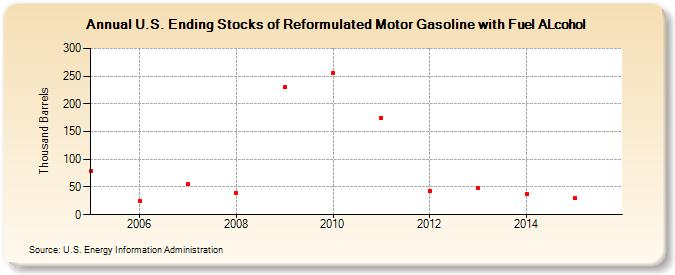 Annual U.S. Ending Stocks of Reformulated Motor Gasoline with Fuel ALcohol
Thousand Barrels
300
250
200
150
100
50
0
2006 2008 2010 2012 2014
Source: U.S. Energy Information Administration